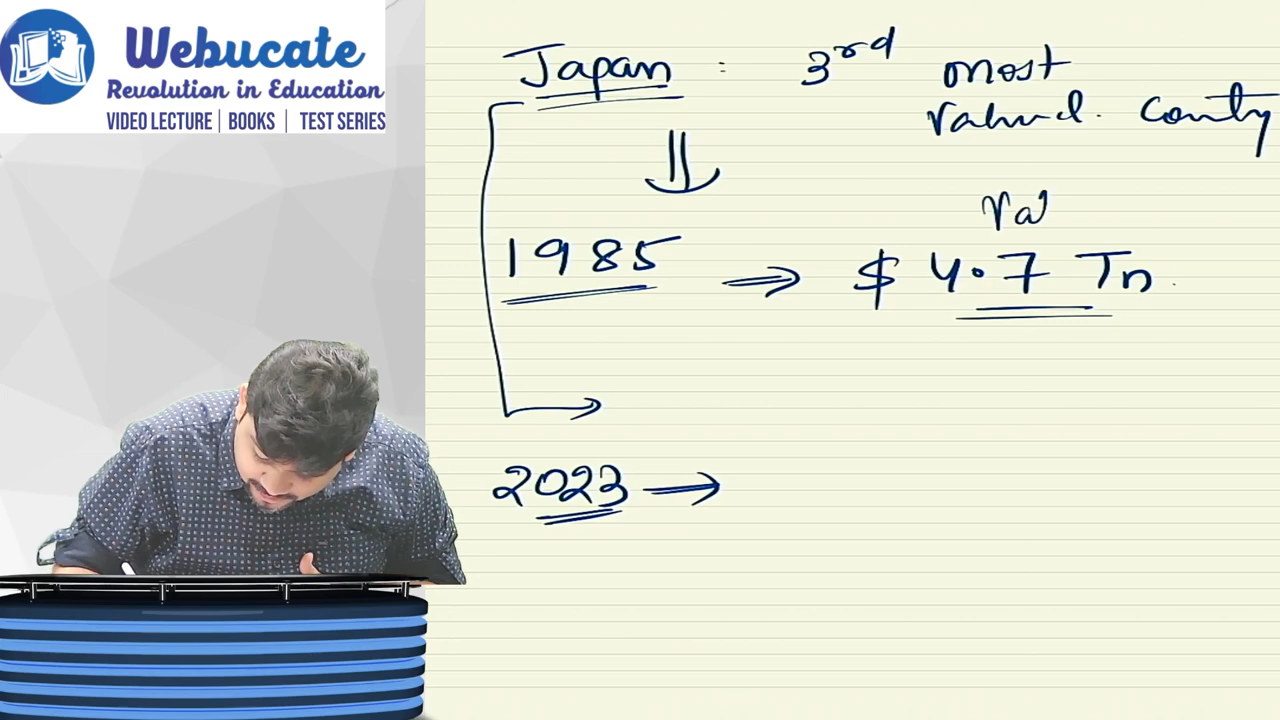 Webucate
Revolution in Education
VIDEO LECTURE | BOOKS | TEST SERIES
Japan : 3rd most
Valued. County
Val
1985 ⇒ $ 4.7 Tn
2023 →